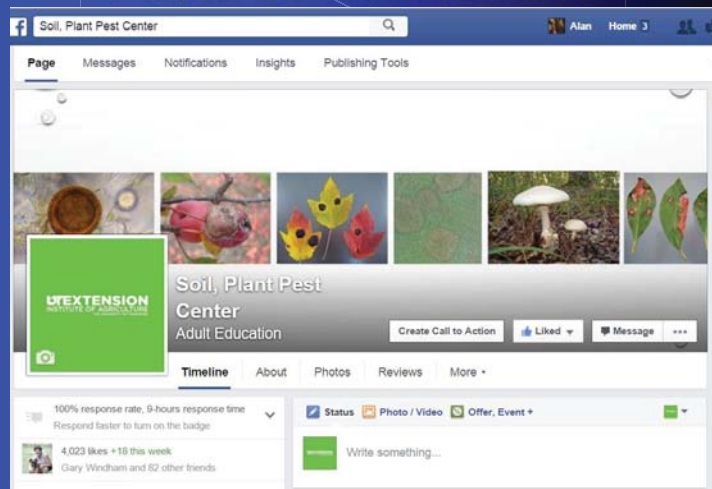 f Soil, Plant Pest Center Alan Home 3
Page Messages Notifications Insights Publishing Tools
UTEXTENSION
INSTITUTE OF AGRICULTURE
Soil, Plant Pest
Center
Adult Education
Create Call to Action Liked Message ...
Timeline About Photos Reviews More
100% response rate, 9-hours response time
Respond faster to turn on the badge
4,023 likes +18 this week
Gary Windham and 82 other friends
Status Photo / Video Offer, Event +
Write something...